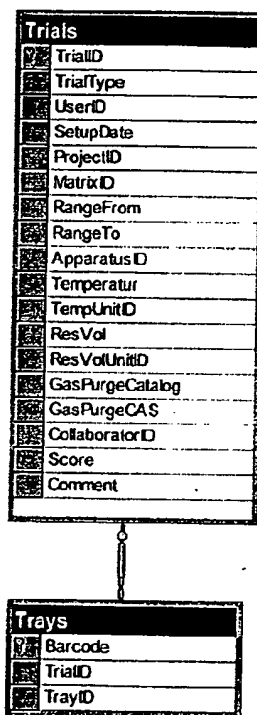 Trials
TrialID
TrialType
UserID
SetupDate
ProjectID
MatrixID
RangeFrom
RangeTo
ApparatusID
Temperatur
TempUnitID
ResVol
ResVolUnitID
GasPurgeCatalog
GasPurgeCAS
CollaboratorID
Score
Comment
Trays
Barcode
TrialID
TrayID